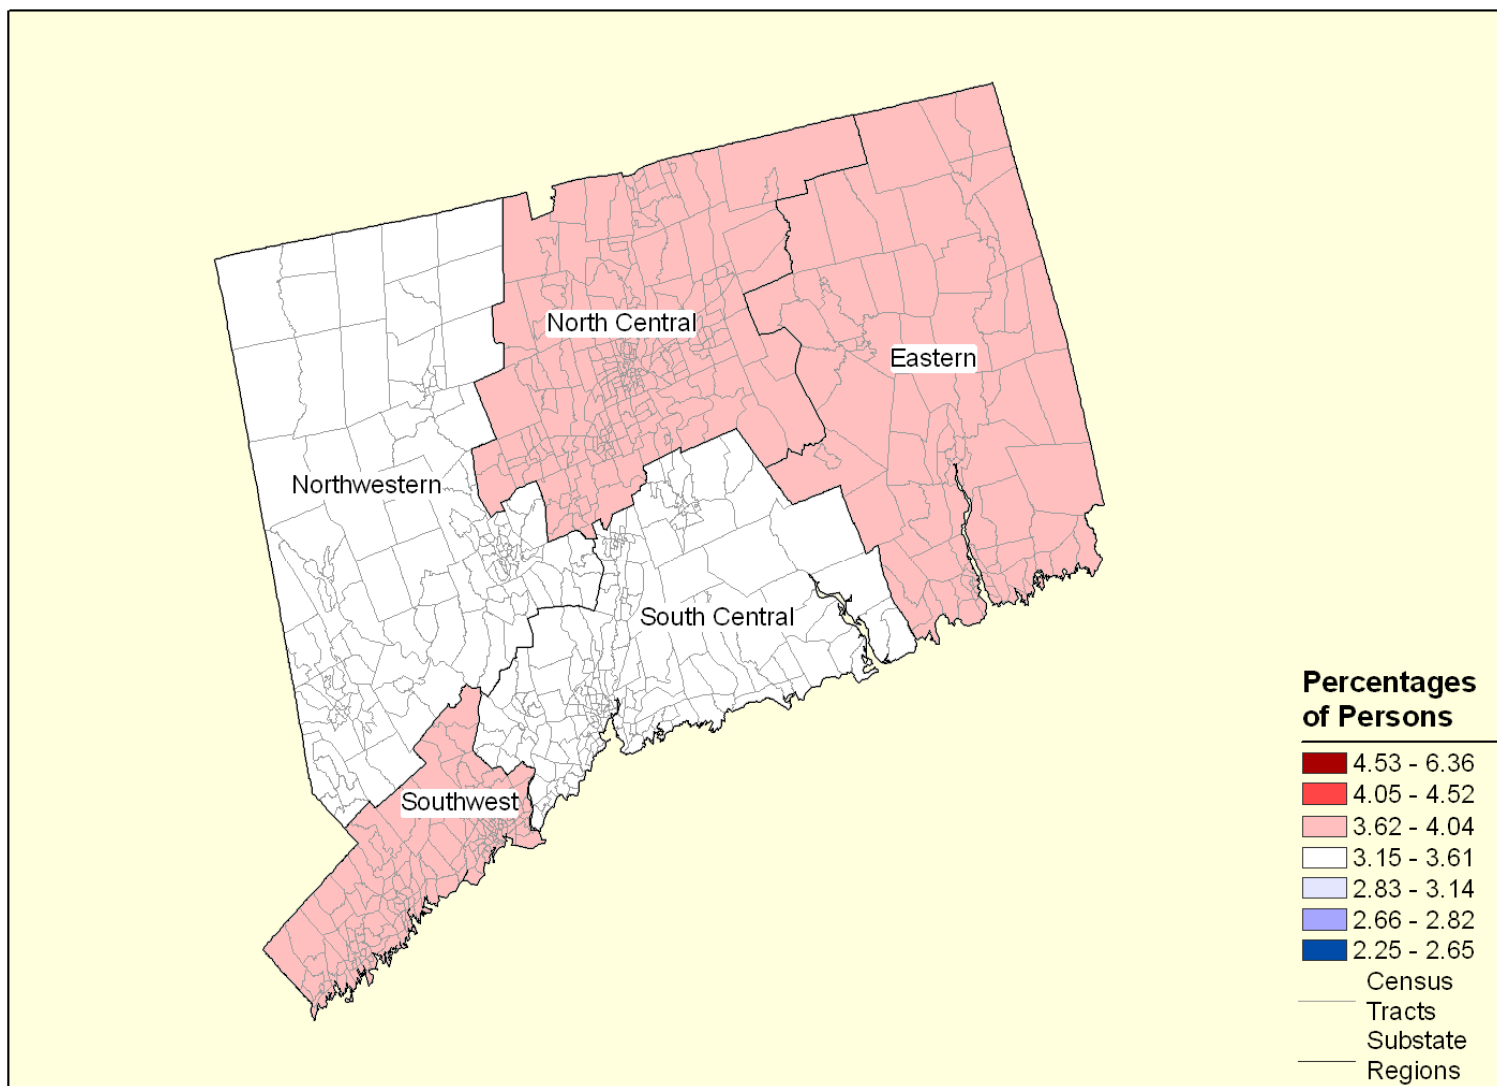 North Central
Eastern
Northwestern
South Central
Southwest
Percentages
of Persons
4.53 - 6.36
4.05 - 4.52
3.62 - 4.04
3.15 - 3.61
2.83 - 3.14
2.66 - 2.82
2.25 - 2.65
Census
Tracts
Substate
Regions